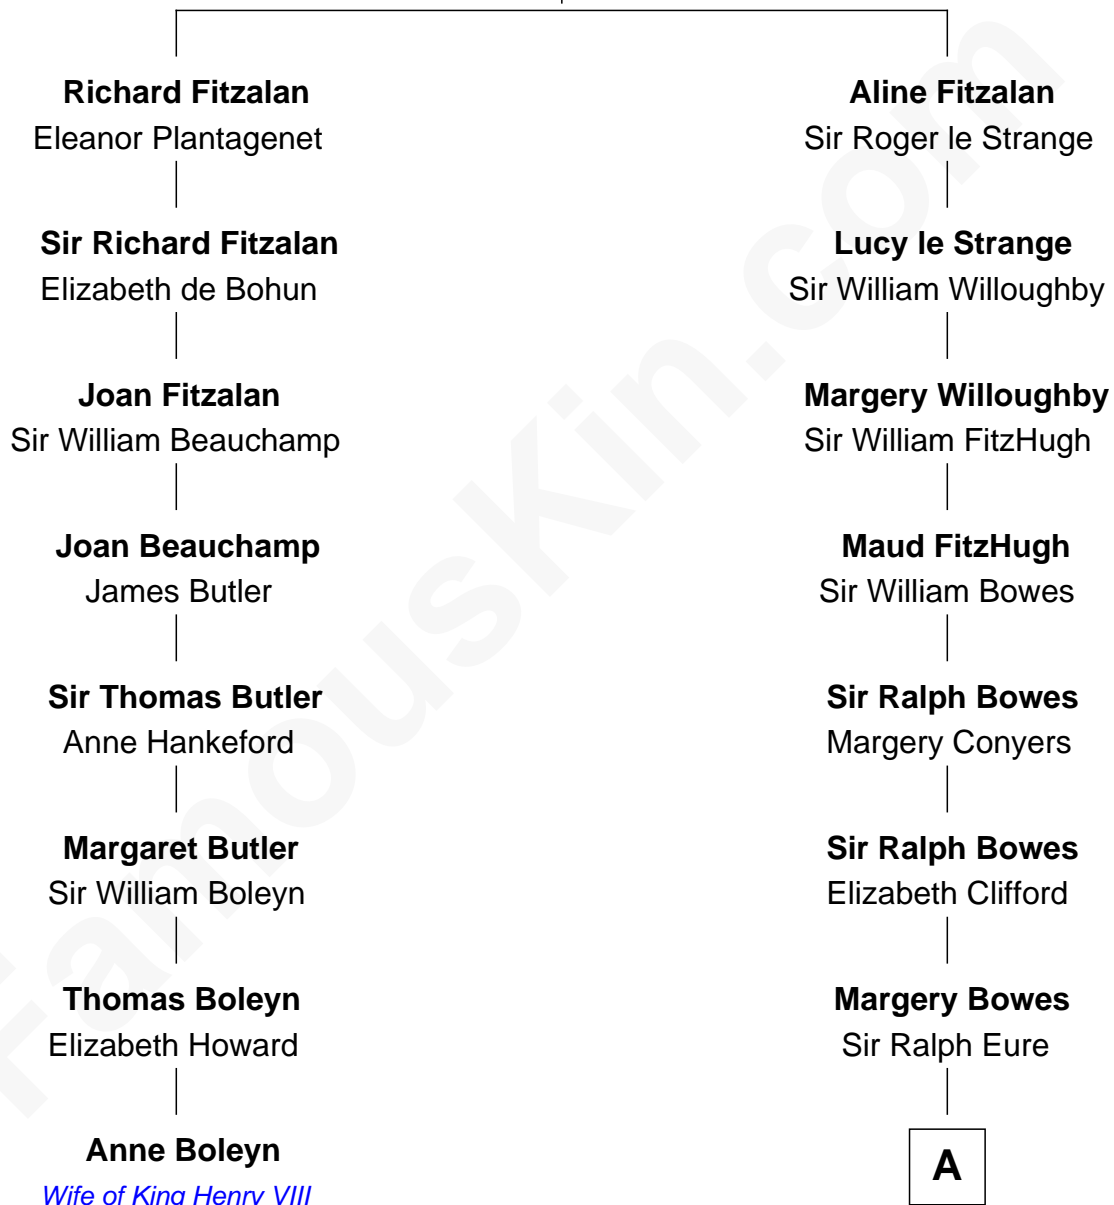 Richard Fitzalan
Eleanor Plantagenet
Sir Richard Fitzalan
Elizabeth de Bohun
Joan Fitzalan
Sir William Beauchamp
Joan Beauchamp
James Butler
Sir Thomas Butler
Anne Hankeford
Margaret Butler
Sir William Boleyn
Thomas Boleyn
Elizabeth Howard
Anne Boleyn
Wife of King Henry VIII
Aline Fitzalan
Sir Roger le Strange
Lucy le Strange
Sir William Willoughby
Margery Willoughby
Sir William FitzHugh
Maud FitzHugh
Sir William Bowes
Sir Ralph Bowes
Margery Conyers
Sir Ralph Bowes
Elizabeth Clifford
Margery Bowes
Sir Ralph Eure
A
FamousKin.com